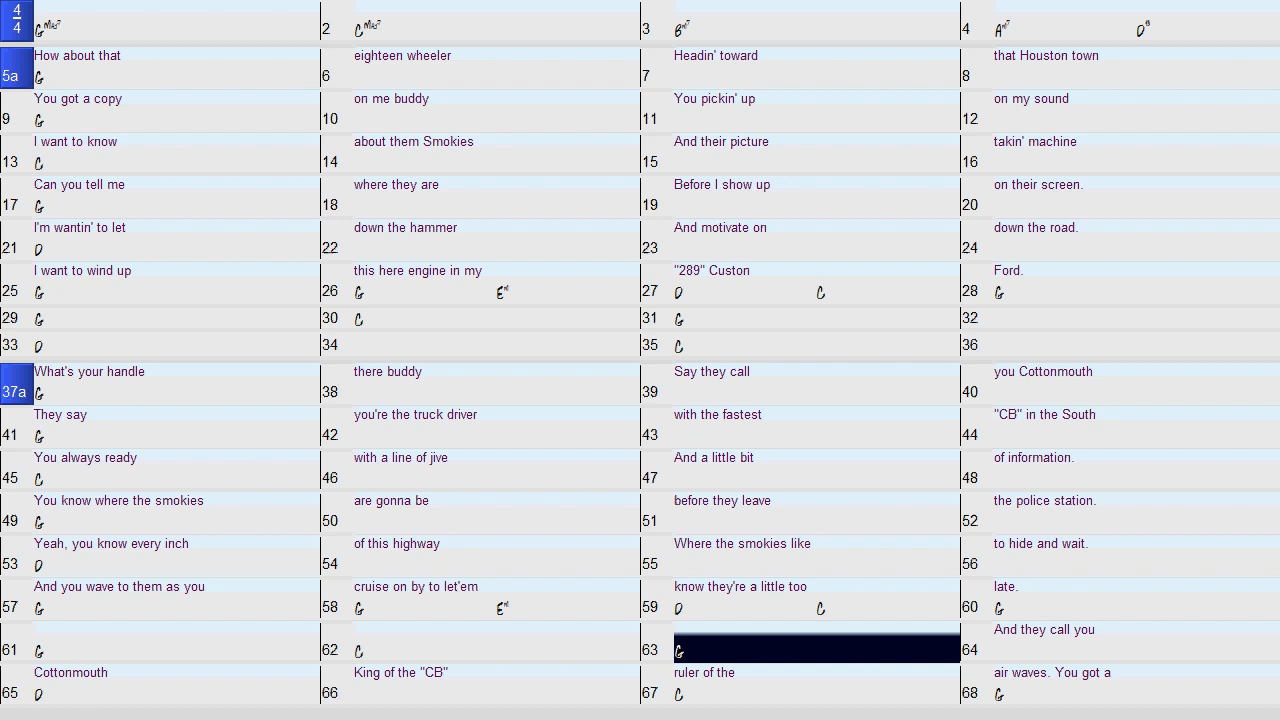 4/4 G Maj7 2 C Maj7 3 B m7 4 A m7 D 9
How about that eighteen wheeler Headin' toward that Houston town
5a G 6 7 8
You got a copy on me buddy You pickin' up on my sound
9 G 10 11 12
I want to know about them Smokies And their picture takin' machine
13 C 14 15 16
Can you tell me where they are Before I show up on their screen.
17 G 18 19 20
I'm wantin' to let down the hammer And motivate on down the road.
21 D 22 23 24
I want to wind up this here engine in my "289" Custon Ford.
25 G 26 G E m 27 D C 28 G
29 G 30 C 31 G 32
33 D 34 35 C 36
What's your handle there buddy Say they call you Cottonmouth
37a G 38 39 40
They say you're the truck driver with the fastest "CB" in the South
41 G 42 43 44
You always ready with a line of jive And a little bit of information.
45 C 46 47 48
You know where the smokies are gonna be before they leave the police station.
49 G 50 51 52
Yeah, you know every inch of this highway Where the smokies like to hide and wait.
53 D 54 55 56
And you wave to them as you cruise on by to let'em know they're a little too late.
57 G 58 G E m 59 D C 60 G
And they call you
61 G 62 C 63 G 64
Cottonmouth King of the "CB" ruler of the air waves. You got a
65 D 66 67 C 68 G